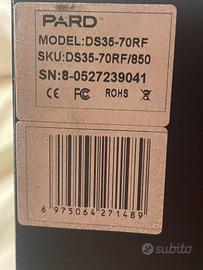 PARD
MODEL:DS35-70RF
SKU:DS35-70RF/850
SN:8-0527239041
CE FC ROHS
6 975064 271489
subito